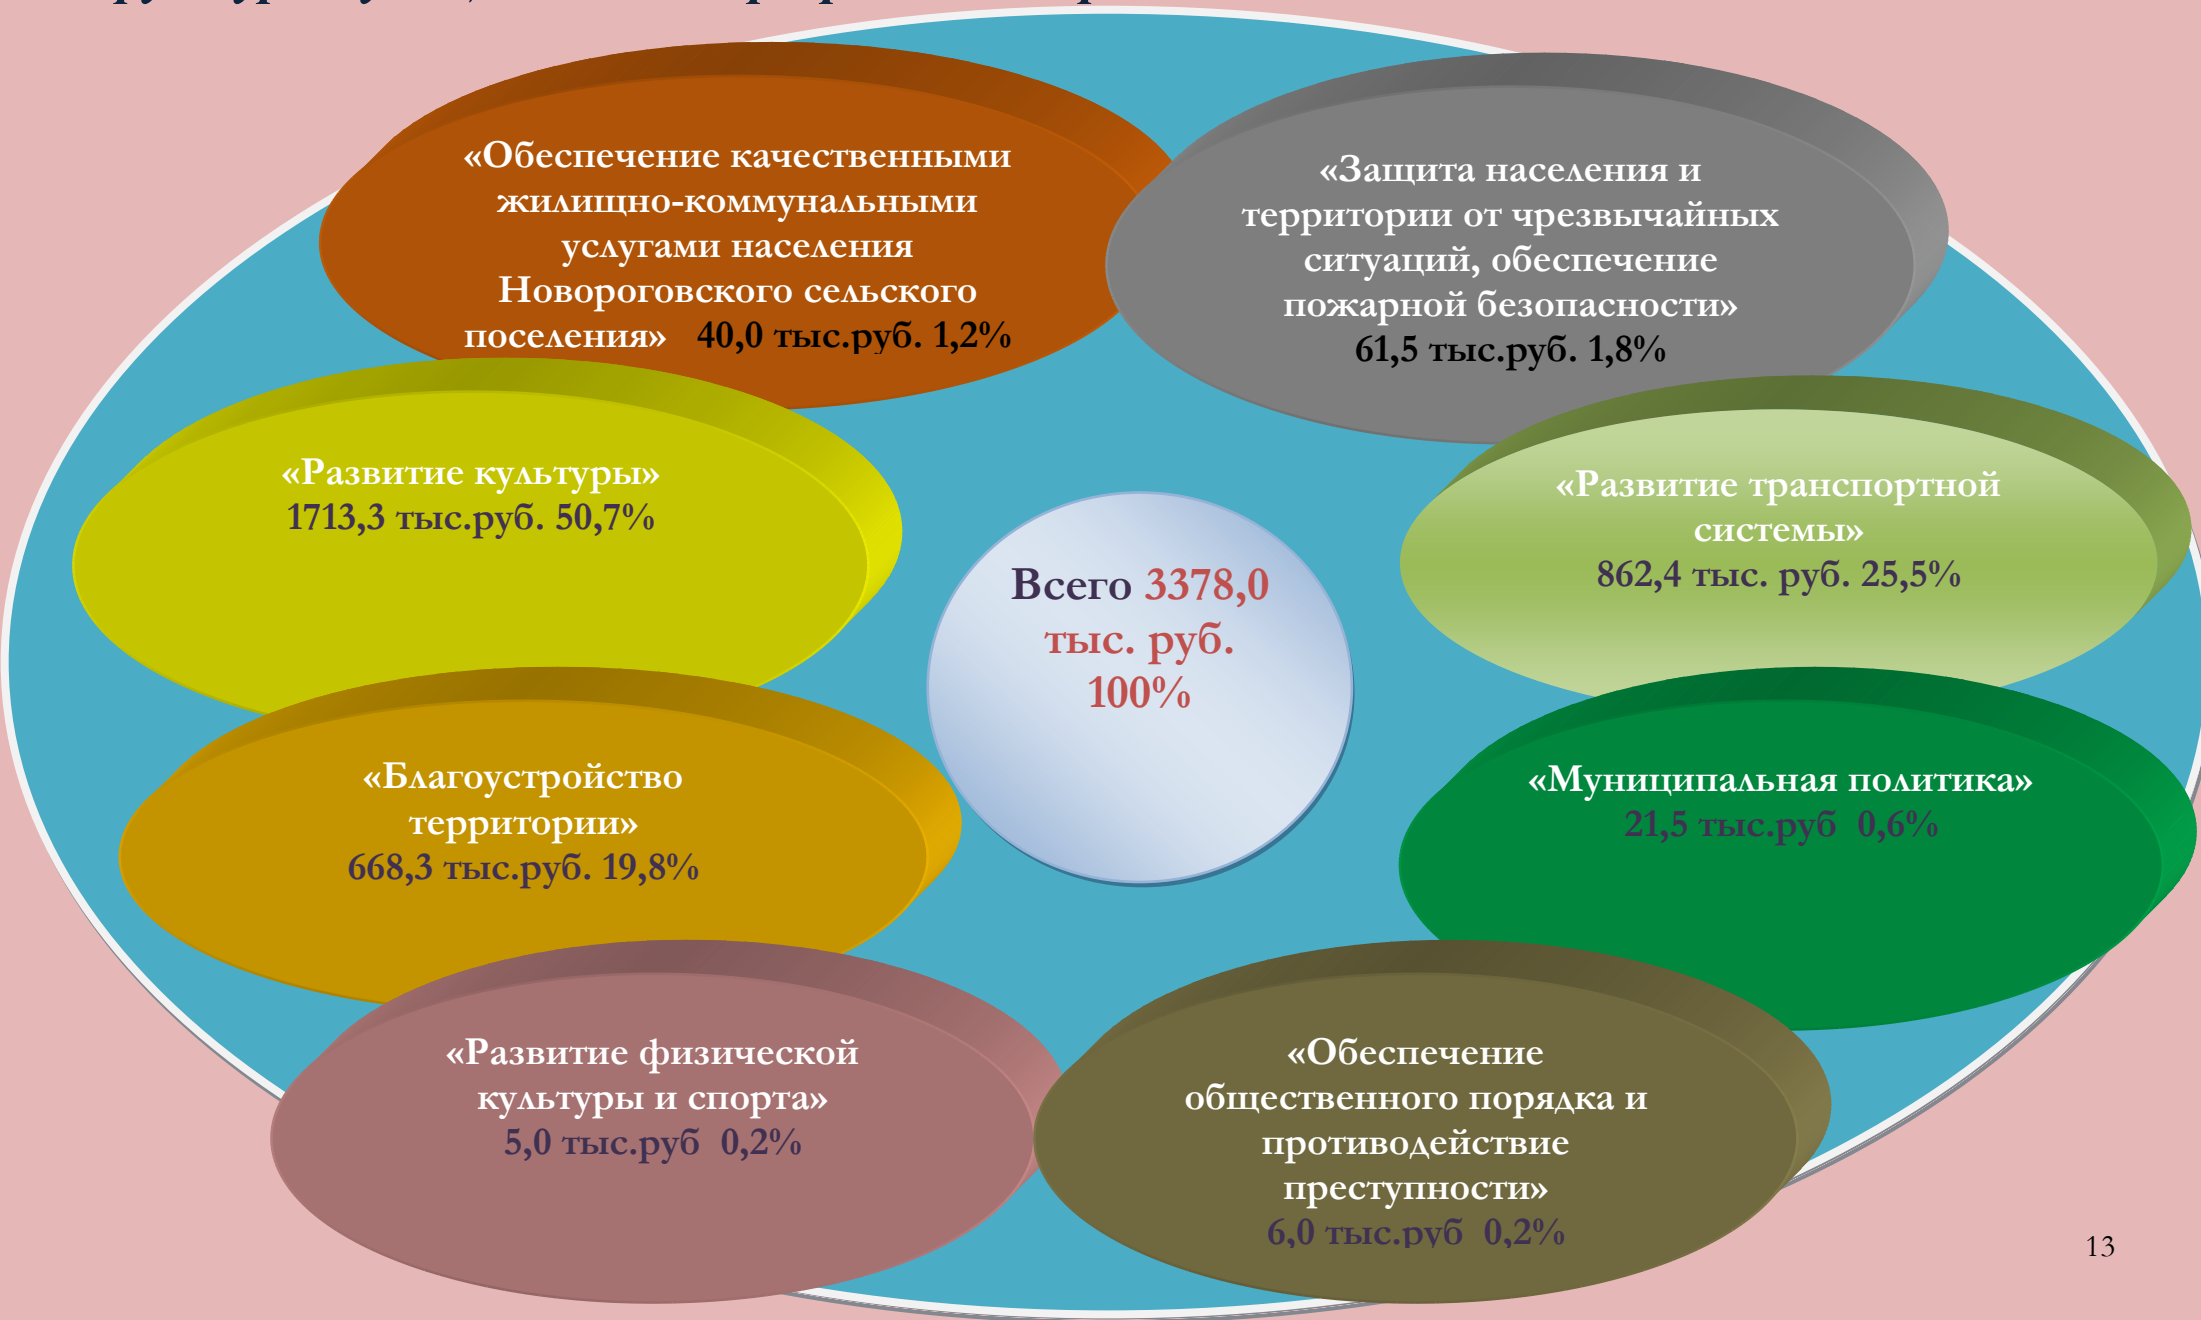 «Обеспечение качественными
жилищно-коммунальными
услугами населения
Новороговского сельского
поселения» 40,0 тыс.руб. 1,2%
«Защита населения и
территории от чрезвычайных
ситуаций, обеспечение
пожарной безопасности»
61,5 тыс.руб. 1,8%
«Развитие культуры»
1713,3 тыс.руб. 50,7%
«Развитие транспортной
системы»
862,4 тыс. руб. 25,5%
Всего 3378,0
тыс. руб.
100%
«Благоустройство
территории»
668,3 тыс.руб. 19,8%
«Муниципальная политика»
21,5 тыс.руб 0,6%
«Развитие физической
культуры и спорта»
5,0 тыс.руб 0,2%
«Обеспечение
общественного порядка и
противодействие
преступности»
6,0 тыс.руб 0,2%
13